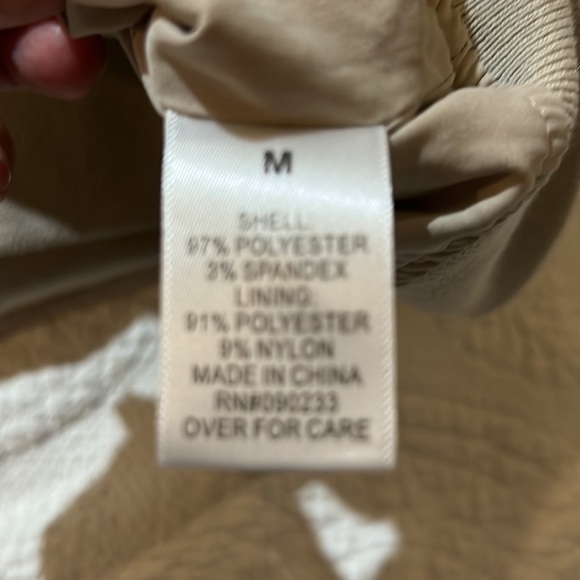 M
SHELL:
97% POLYESTER
3% SPANDEX
LINING:
91% POLYESTER
9% NYLON
MADE IN CHINA
RN#090233
OVER FOR CARE